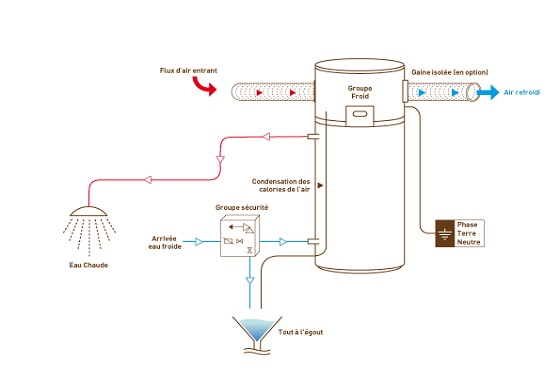 Flux d'air entrant
Gaine isolée (en option)
Groupe
Froid
Air refroidi
Condensation des
calories de l'air
Groupe sécurité
Arrivée
eau froide
Eau Chaude
Phase
Terre
Neutre
Tout à l'égout